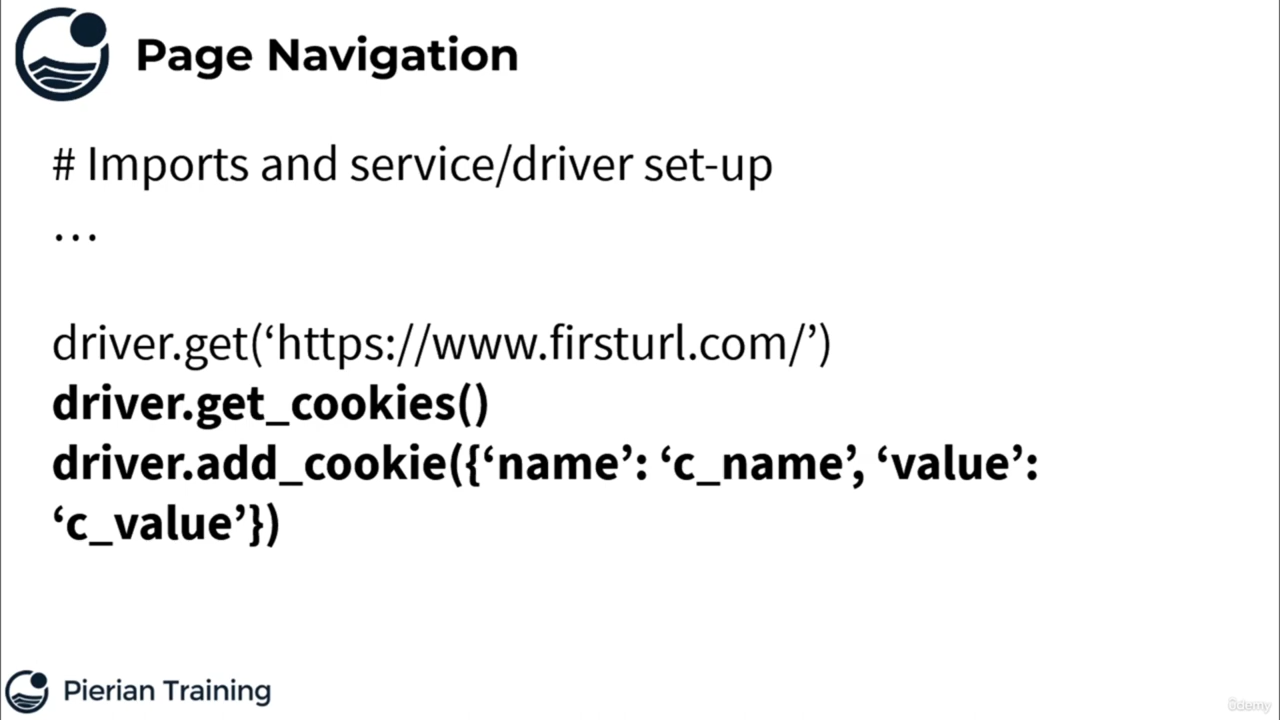 Page Navigation
# Imports and service/driver set-up
…
driver.get(‘https://www.firsturl.com/’)
driver.get_cookies()
driver.add_cookie({‘name’: ‘c_name’, ‘value’:
‘c_value’})
Pierian Training
ûdemy